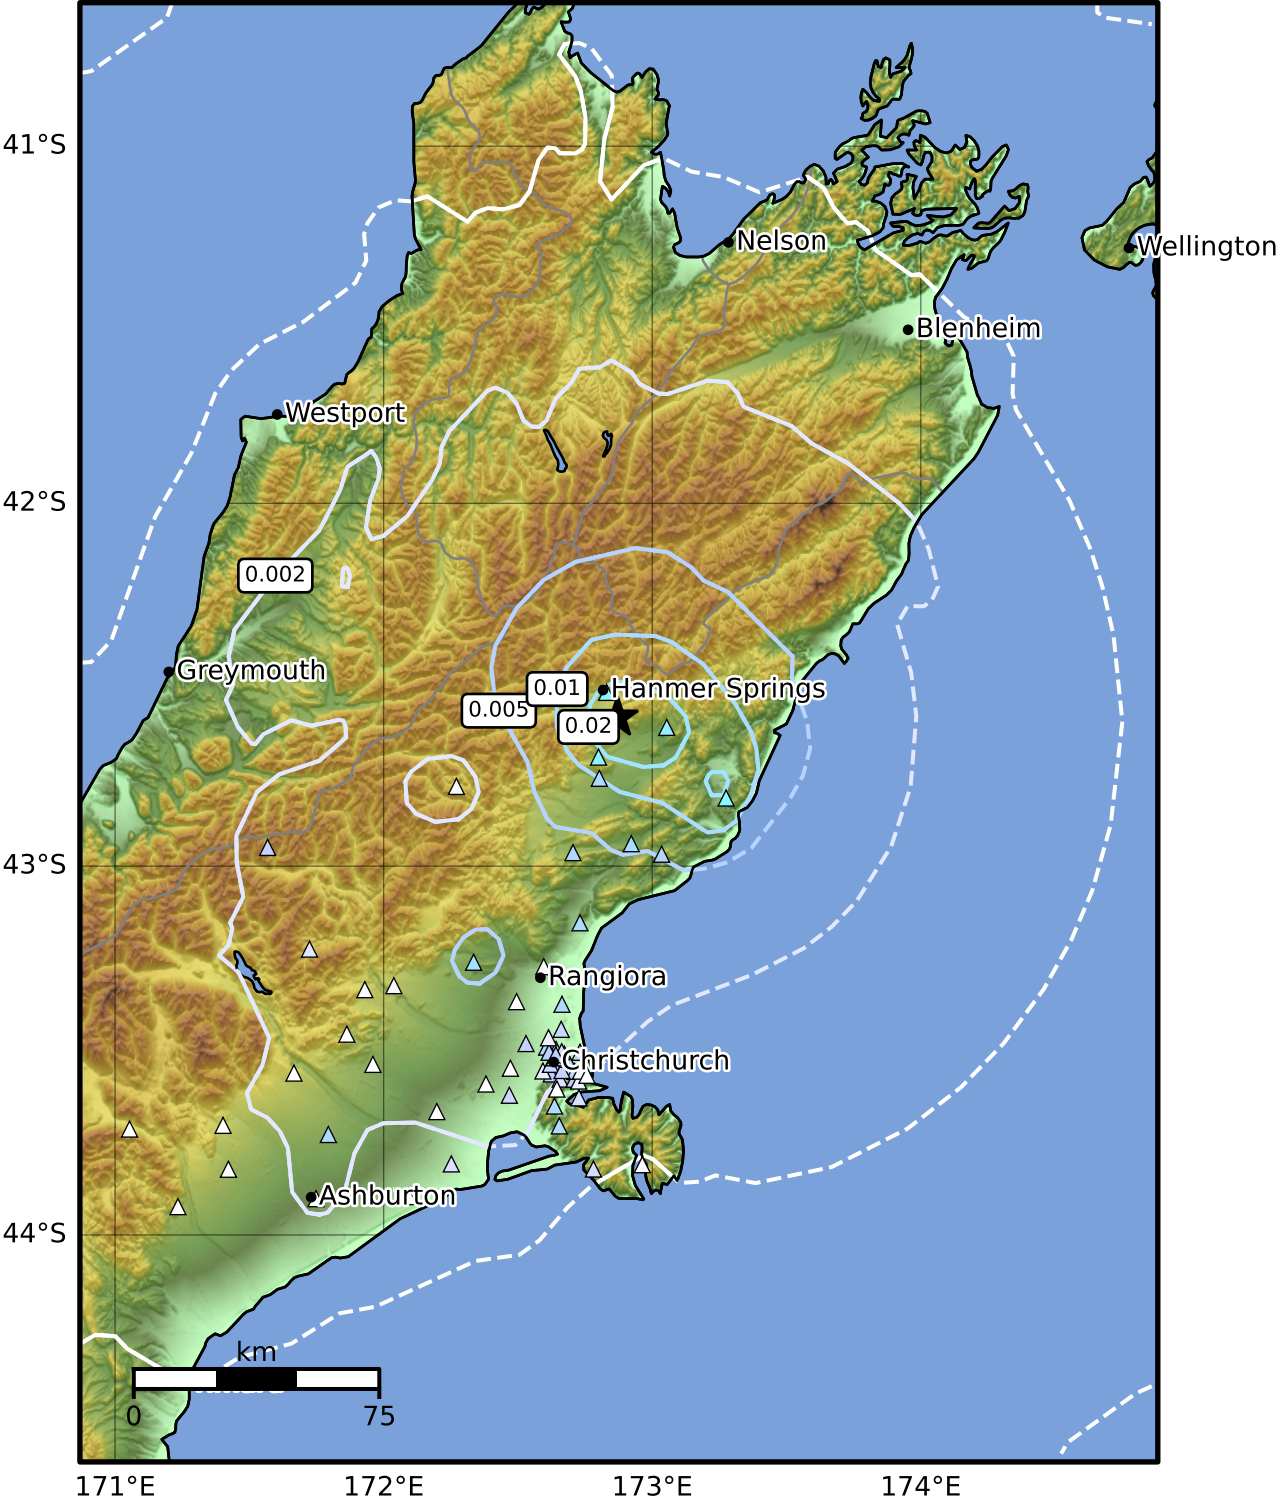 41°S
Nelson
Wellington
Blenheim
Westport
42°S
0.002
Greymouth
Hanmer Springs
0.01
0.005
0.02
43°S
Rangiora
Christchurch
Ashburton
44°S
km
0 75
171°E 172°E 173°E 174°E